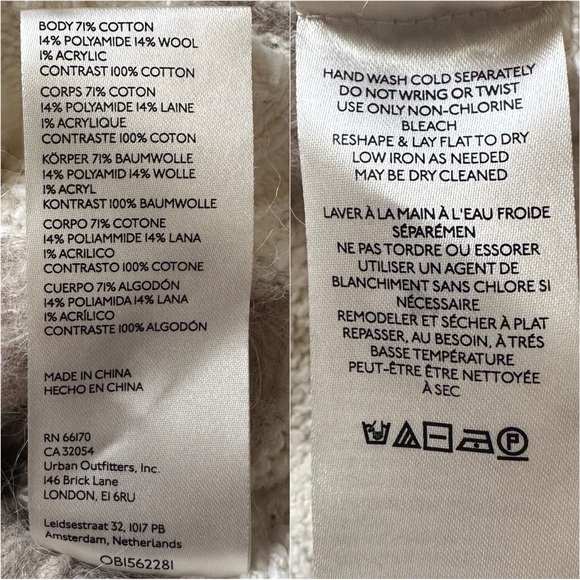 BODY 71% COTTON
14% POLYAMIDE 14% WOOL
1% ACRYLIC
CONTRAST 100% COTTON
CORPS 71% COTON
14% POLYAMIDE 14% LAINE
1% ACRYLIQUE
CONTRASTE 100% COTON
KÖRPER 71% BAUMWOLLE
14% POLYAMID 14% WOLLE
1% ACRYL
KONTRAST 100% BAUMWOLLE
CORPO 71% COTONE
14% POLIAMMIDE 14% LANA
1% ACRILICO
CONTRASTO 100% COTONE
CUERPO 71% ALGODÓN
14% POLIAMIDA 14% LANA
1% ACRÍLICO
CONTRASTE 100% ALGODÓN
MADE IN CHINA
HECHO EN CHINA
RN 66170
CA 32054
Urban Outfitters, Inc.
146 Brick Lane
LONDON, E1 6RU
Leidsestraat 32, 1017 PB
Amsterdam, Netherlands
OB1562281
HAND WASH COLD SEPARATELY
DO NOT WRING OR TWIST
USE ONLY NON-CHLORINE
BLEACH
RESHAPE & LAY FLAT TO DRY
LOW IRON AS NEEDED
MAY BE DRY CLEANED
LAVER À LA MAIN À L'EAU FROIDE
SÉPARÉMEN
NE PAS TORDRE OU ESSORER
UTILISER UN AGENT DE
BLANCHIMENT SANS CHLORE SI
NÉCESSAIRE
REMODELER ET SÉCHER À PLAT
REPASSER, AU BESOIN, À TRÉS
BASSE TEMPÉRATURE
PEUT-ÊTRE ÊTRE NETTOYÉE
À SEC
P